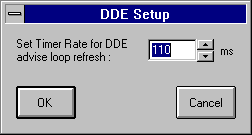 DDE Setup
Set Timer Rate for DDE
advise loop refresh :
110 ms
OK
Cancel